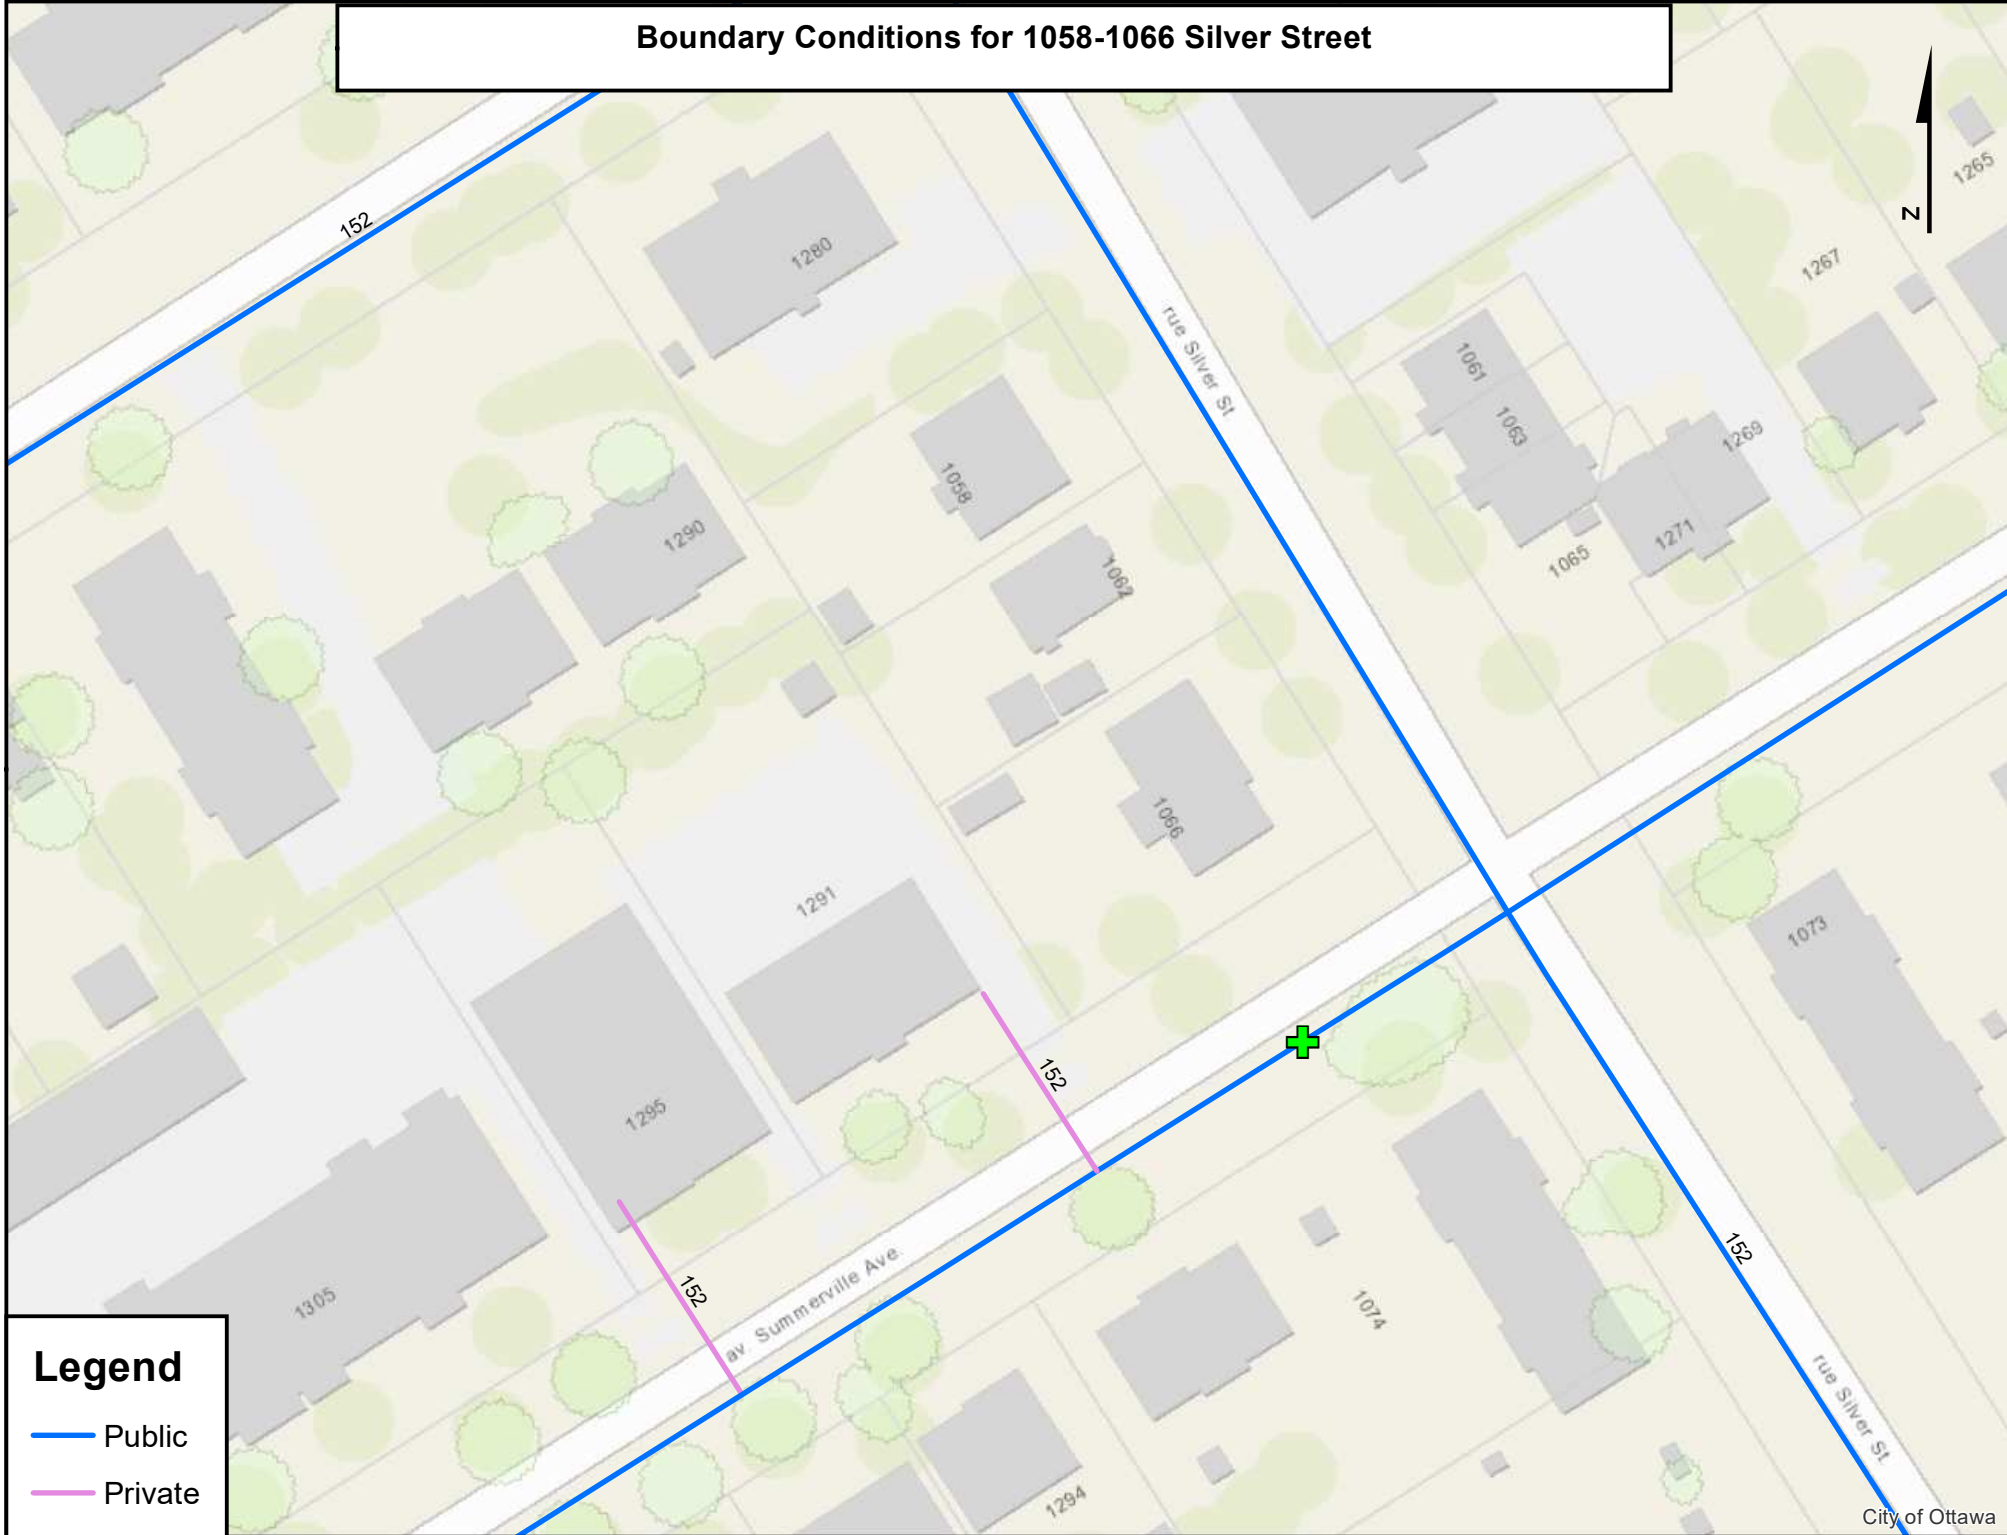 Boundary Conditions for 1058-1066 Silver Street
N
1265
152
1280
1267
rue Silver St
1061
1063
1269
1058
1290
1271
1065
1062
1066
1291
1073
152
1295
152
av Summerville Ave
152
1305
1074
rue Silver St
1294
Legend
Public
Private
City of Ottawa